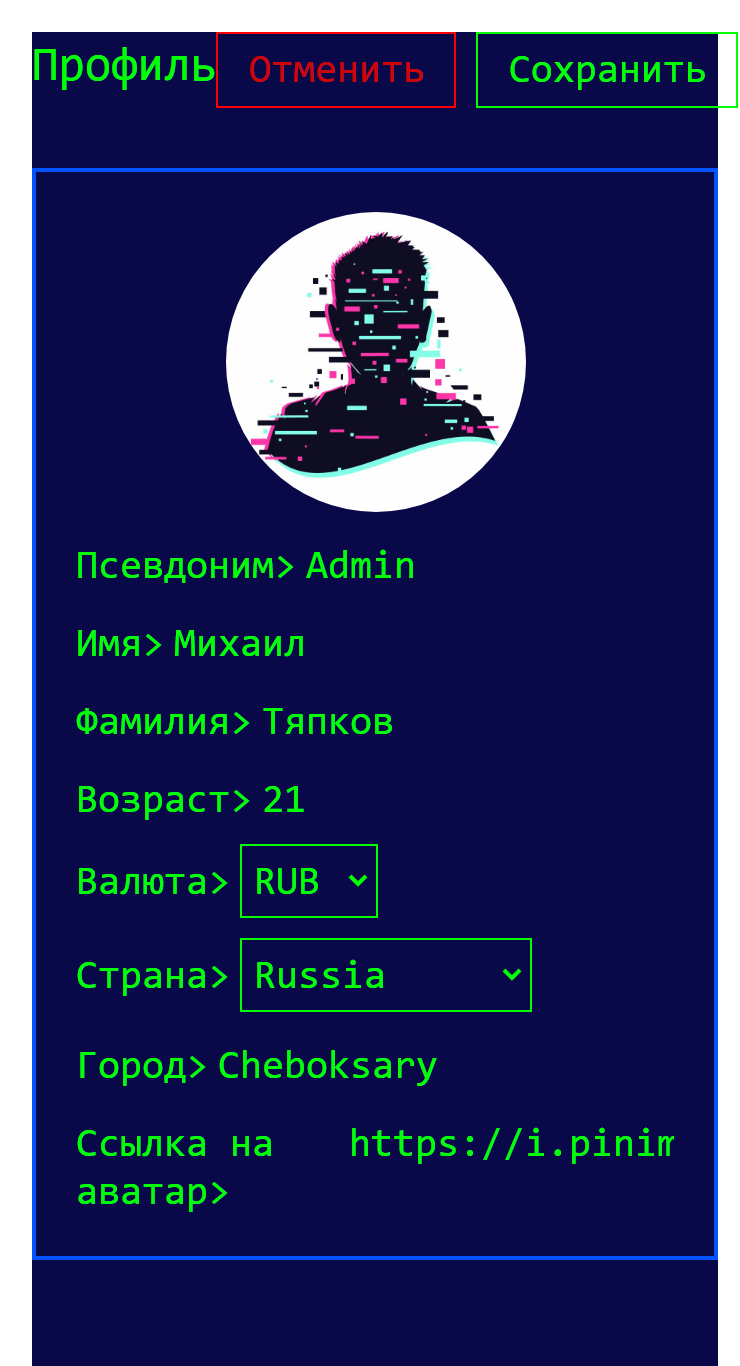 Профиль Отменить Сохранить
Псевдоним> Admin
Имя> Михаил
Фамилия> Тяпков
Возраст> 21
Валюта> RUB
Страна> Russia
Город> Cheboksary
Ссылка на https://i.pinim
аватар>